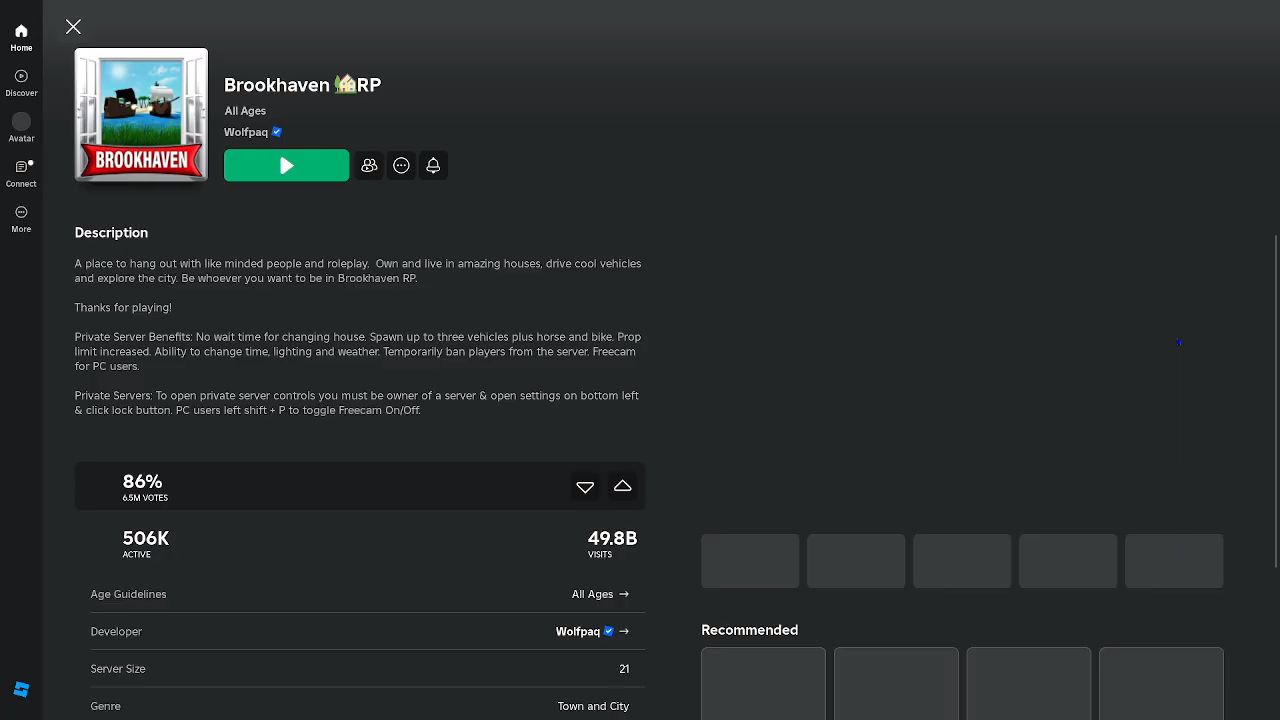 Home
Discover
Avatar
Connect
More
BROOKHAVEN
Brookhaven 🏡RP
All Ages
Wolfpaq
Description
A place to hang out with like minded people and roleplay.  Own and live in amazing houses, drive cool vehicles
and explore the city. Be whoever you want to be in Brookhaven RP.
Thanks for playing!
Private Server Benefits: No wait time for changing house. Spawn up to three vehicles plus horse and bike. Prop
limit increased. Ability to change time, lighting and weather. Temporarily ban players from the server. Freecam
for PC users.
Private Servers: To open private server controls you must be owner of a server & open settings on bottom left
& click lock button. PC users left shift + P to toggle Freecam On/Off.
86%
6.5M VOTES
506K
ACTIVE
49.8B
VISITS
Age Guidelines All Ages →
Developer Wolfpaq →
Server Size 21
Genre Town and City
Recommended